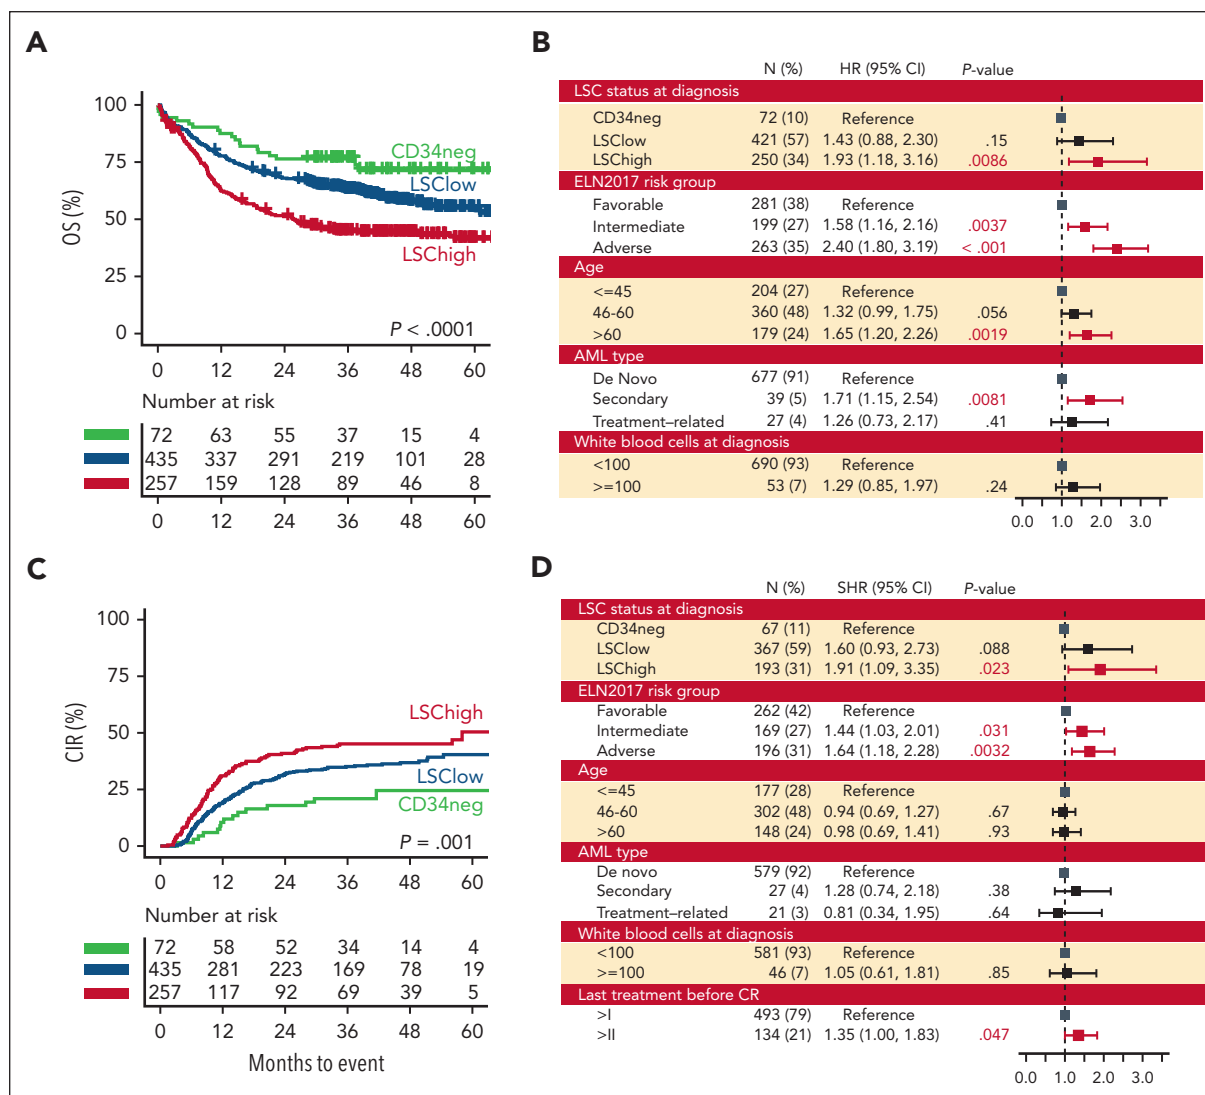 A
OS (%)
100
75
50
25
0
CD34neg
LSClow
LSChigh
P < .0001
0 12 24 36 48 60
Number at risk
72 63 55 37 15 4
435 337 291 219 101 28
257 159 128 89 46 8
0 12 24 36 48 60
B
N (%) HR (95% CI) P-value
LSC status at diagnosis
CD34neg 72 (10) Reference
LSClow 421 (57) 1.43 (0.88, 2.30) .15
LSChigh 250 (34) 1.93 (1.18, 3.16) .0086
ELN2017 risk group
Favorable 281 (38) Reference
Intermediate 199 (27) 1.58 (1.16, 2.16) .0037
Adverse 263 (35) 2.40 (1.80, 3.19) < .001
Age
<=45 204 (27) Reference
46-60 360 (48) 1.32 (0.99, 1.75) .056
>60 179 (24) 1.65 (1.20, 2.26) .0019
AML type
De Novo 677 (91) Reference
Secondary 39 (5) 1.71 (1.15, 2.54) .0081
Treatment–related 27 (4) 1.26 (0.73, 2.17) .41
White blood cells at diagnosis
<100 690 (93) Reference
>=100 53 (7) 1.29 (0.85, 1.97) .24
0.0 1.0 2.0 3.0
C
CIR (%)
100
75
50
25
0
LSChigh
LSClow
CD34neg
P = .001
0 12 24 36 48 60
Number at risk
72 58 52 34 14 4
435 281 223 169 78 19
257 117 92 69 39 5
0 12 24 36 48 60
Months to event
D
N (%) SHR (95% CI) P-value
LSC status at diagnosis
CD34neg 67 (11) Reference
LSClow 367 (59) 1.60 (0.93, 2.73) .088
LSChigh 193 (31) 1.91 (1.09, 3.35) .023
ELN2017 risk group
Favorable 262 (42) Reference
Intermediate 169 (27) 1.44 (1.03, 2.01) .031
Adverse 196 (31) 1.64 (1.18, 2.28) .0032
Age
<=45 177 (28) Reference
46-60 302 (48) 0.94 (0.69, 1.27) .67
>60 148 (24) 0.98 (0.69, 1.41) .93
AML type
De novo 579 (92) Reference
Secondary 27 (4) 1.28 (0.74, 2.18) .38
Treatment–related 21 (3) 0.81 (0.34, 1.95) .64
White blood cells at diagnosis
<100 581 (93) Reference
>=100 46 (7) 1.05 (0.61, 1.81) .85
Last treatment before CR
>I 493 (79) Reference
>II 134 (21) 1.35 (1.00, 1.83) .047
0.0 1.0 2.0 3.0